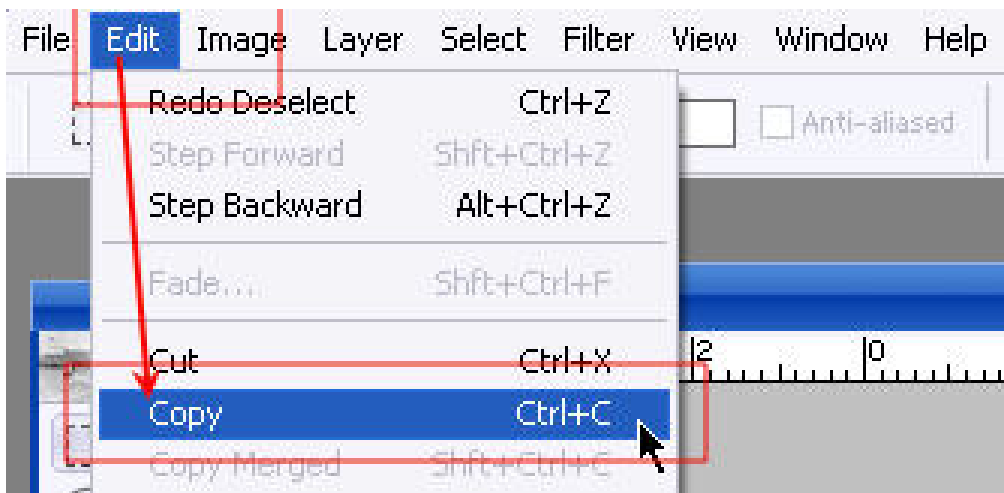 File Edit Image Layer Select Filter View Window Help
Redo Deselect Ctrl+Z
Anti-aliased
Step Forward Shft+Ctrl+Z
Step Backward Alt+Ctrl+Z
Fade... Shft+Ctrl+F
Cut Ctrl+X
2 0
Copy Ctrl+C
Copy Merged Shft+Ctrl+C